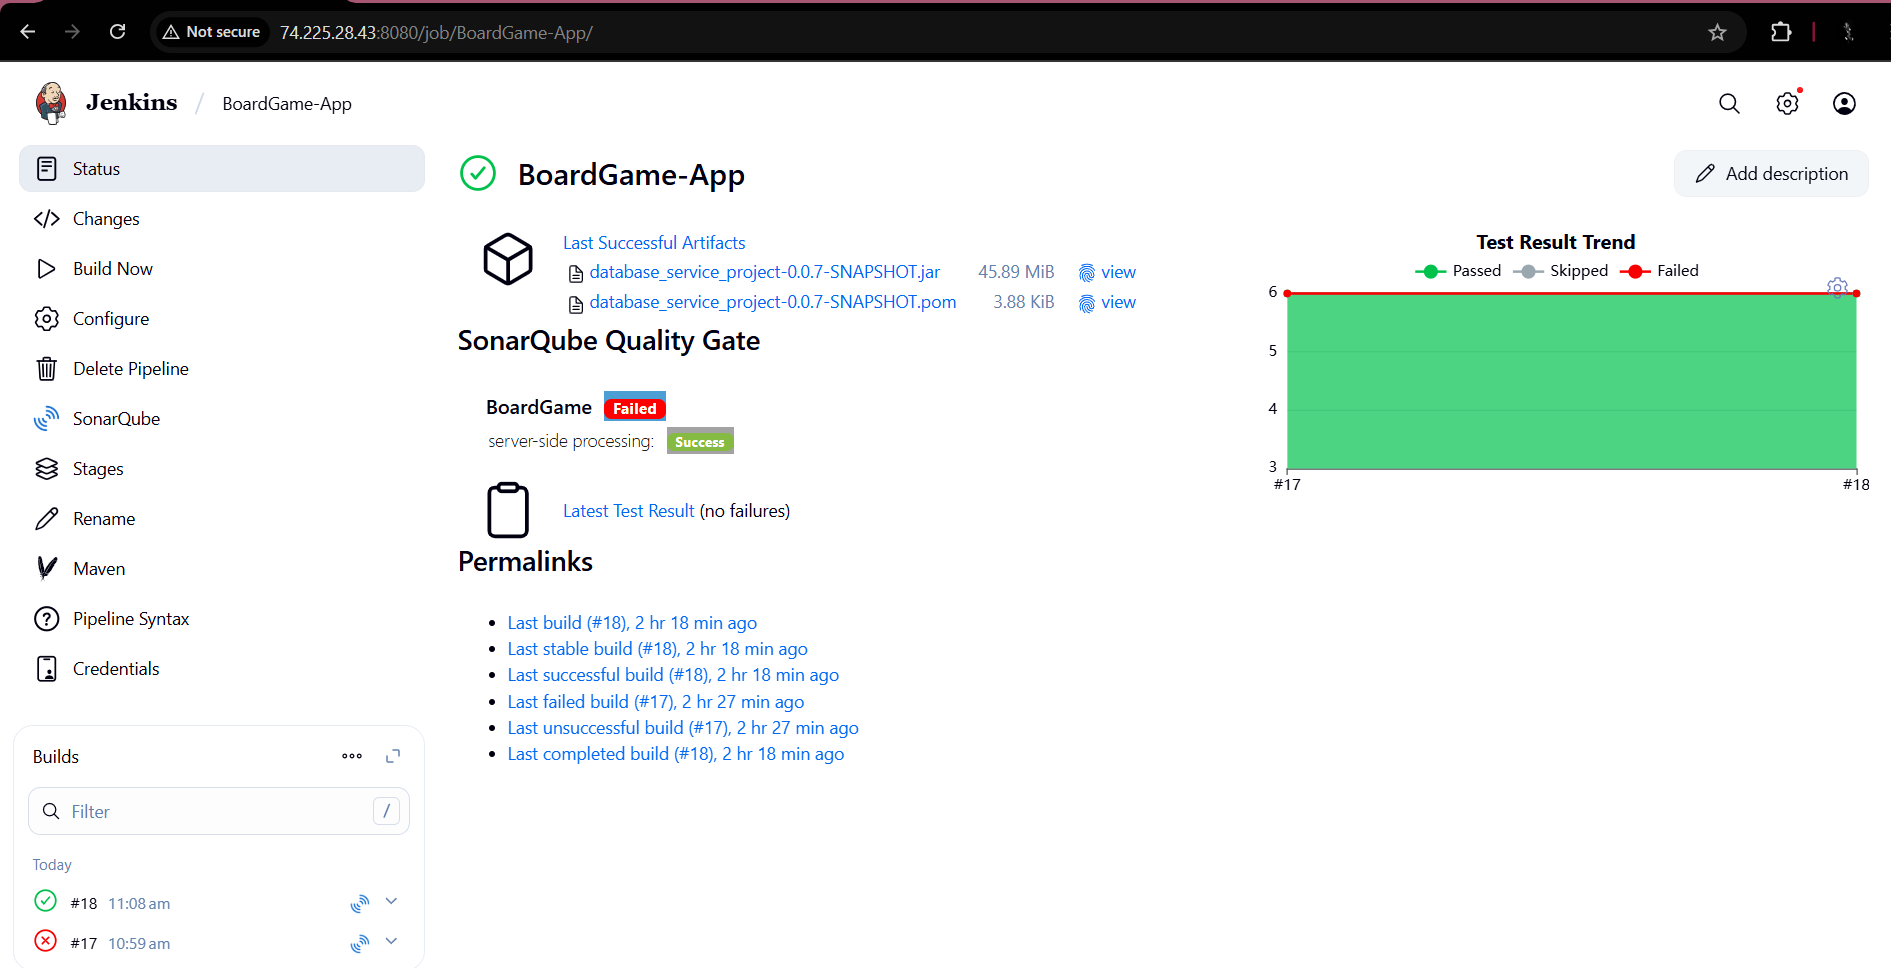 Not secure 74.225.28.43:8080/job/BoardGame-App/
Jenkins / BoardGame-App
Status
Changes
Build Now
Configure
Delete Pipeline
SonarQube
Stages
Rename
Maven
Pipeline Syntax
Credentials
Builds
Filter /
Today
#18 11:08 am
#17 10:59 am
BoardGame-App
Add description
Last Successful Artifacts
database_service_project-0.0.7-SNAPSHOT.jar 45.89 MiB view
database_service_project-0.0.7-SNAPSHOT.pom 3.88 KiB view
SonarQube Quality Gate
BoardGame Failed
server-side processing: Success
Latest Test Result (no failures)
Permalinks
Last build (#18), 2 hr 18 min ago
Last stable build (#18), 2 hr 18 min ago
Last successful build (#18), 2 hr 18 min ago
Last failed build (#17), 2 hr 27 min ago
Last unsuccessful build (#17), 2 hr 27 min ago
Last completed build (#18), 2 hr 18 min ago
Test Result Trend
Passed Skipped Failed
6
5
4
3
#17 #18